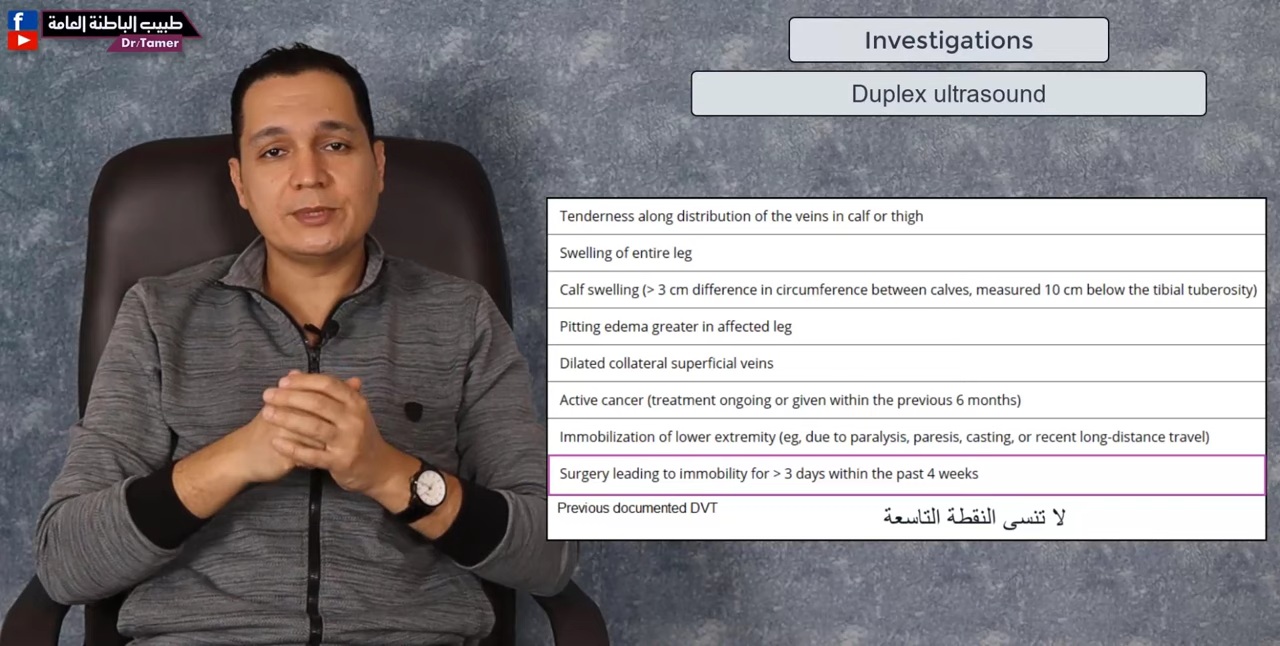 f
طبيب الباطنة العامة
Dr/Tamer
Investigations
Duplex ultrasound
Tenderness along distribution of the veins in calf or thigh
Swelling of entire leg
Calf swelling (> 3 cm difference in circumference between calves, measured 10 cm below the tibial tuberosity)
Pitting edema greater in affected leg
Dilated collateral superficial veins
Active cancer (treatment ongoing or given within the previous 6 months)
Immobilization of lower extremity (eg, due to paralysis, paresis, casting, or recent long-distance travel)
Surgery leading to immobility for > 3 days within the past 4 weeks
Previous documented DVT
لا تنسى النقطة التاسعة